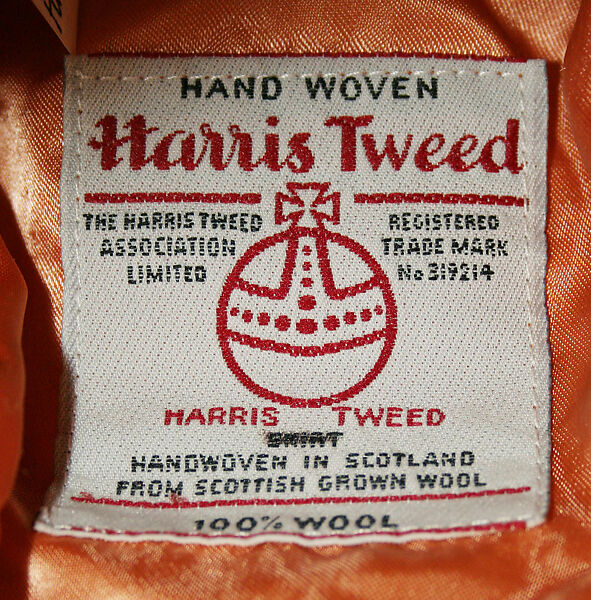 HAND WOVEN
Harris Tweed
THE HARRIS TWEED
ASSOCIATION
LIMITED
REGISTERED
TRADE MARK
No 319214
HARRIS TWEED
HANDWOVEN IN SCOTLAND
FROM SCOTTISH GROWN WOOL
100% WOOL